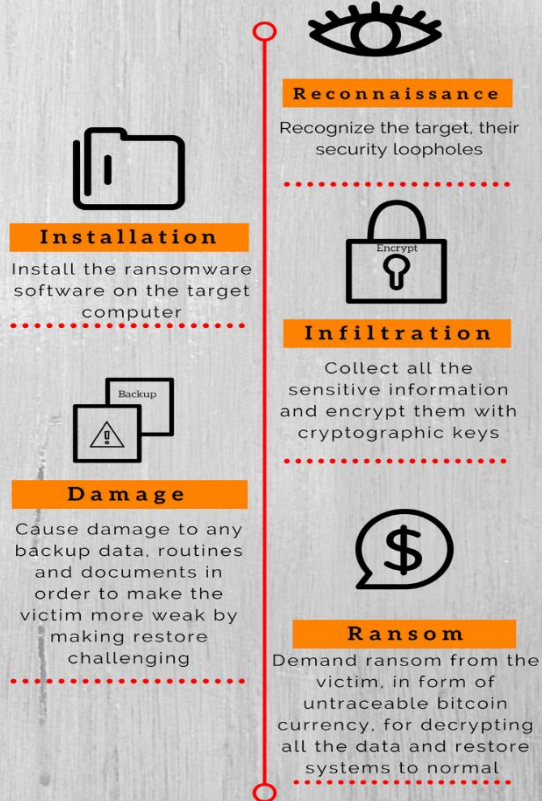 Reconnaissance
Recognize the target, their
security loopholes
Installation
Install the ransomware
software on the target
computer
Encrypt
Infiltration
Collect all the
sensitive information
and encrypt them with
cryptographic keys
Backup
Damage
Cause damage to any
backup data, routines
and documents in
order to make the
victim more weak by
making restore
challenging
$
Ransom
Demand ransom from the
victim, in form of
untraceable bitcoin
currency, for decrypting
all the data and restore
systems to normal